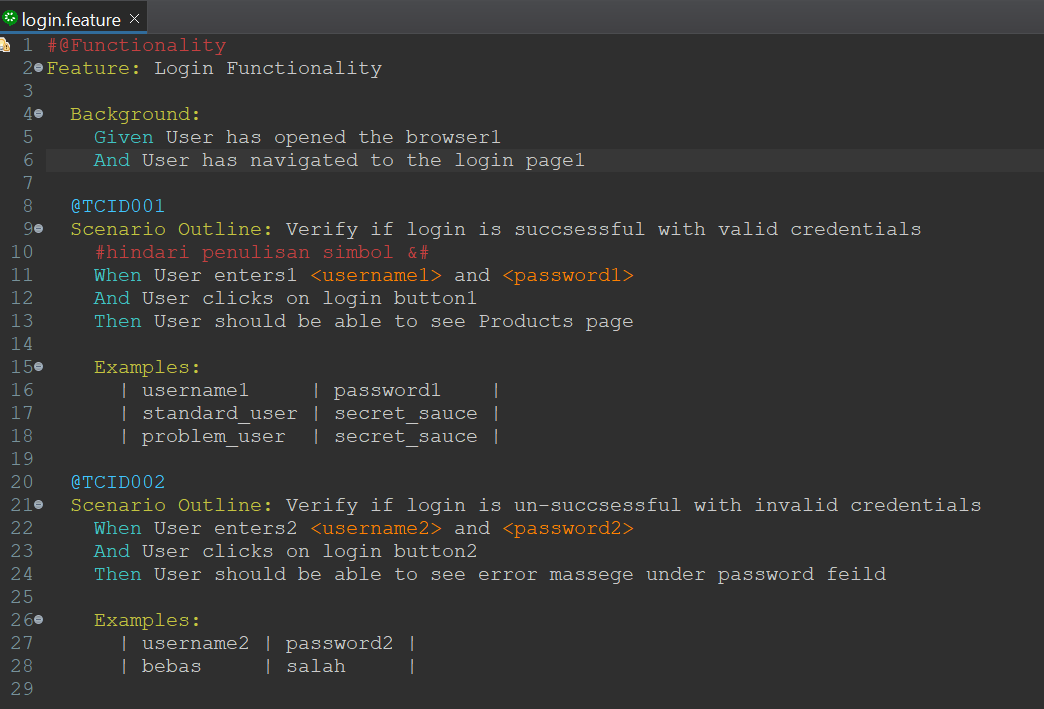 login.feature
1 #@Functionality
2 Feature: Login Functionality
3
4 Background:
5 Given User has opened the browser1
6 And User has navigated to the login page1
7
8 @TCID001
9 Scenario Outline: Verify if login is succsessful with valid credentials
10 #hindari penulisan simbol &#
11 When User enters1 <username1> and <password1>
12 And User clicks on login button1
13 Then User should be able to see Products page
14
15 Examples:
16 | username1 | password1 |
17 | standard_user | secret_sauce |
18 | problem_user | secret_sauce |
19
20 @TCID002
21 Scenario Outline: Verify if login is un-succsessful with invalid credentials
22 When User enters2 <username2> and <password2>
23 And User clicks on login button2
24 Then User should be able to see error massege under password feild
25
26 Examples:
27 | username2 | password2 |
28 | bebas | salah |
29